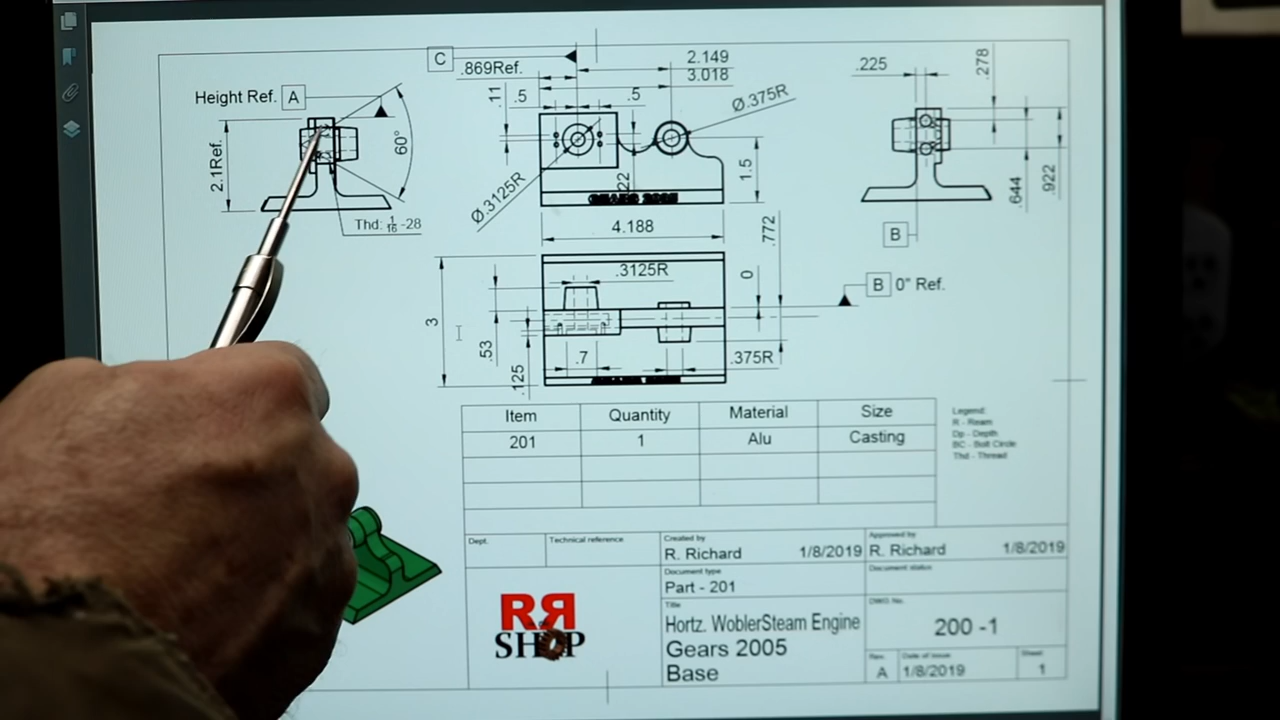 C
.869Ref.
2.149
3.018
.225
.278
Height Ref. A
.11
.5
.5
Ø.375R
2.1Ref.
60°
1.5
.644
.922
Ø.3125R
.22
Thd: 1/16 -28
4.188
.772
B
.3125R
0
B 0" Ref.
3
.53
.7
.375R
.125
Item Quantity Material Size
201 1 Alu Casting
Legend:
R - Ream
Dp - Depth
BC - Bolt Circle
Thd - Thread
Dept. Technical reference Created by Approved by
R. Richard 1/8/2019 R. Richard 1/8/2019
Document type Document status
Part - 201
Title DWG No.
Hortz. WoblerSteam Engine
Gears 2005
Base
200 -1
Rev. Date of issue Sheet
A 1/8/2019 1
RR
SHOP